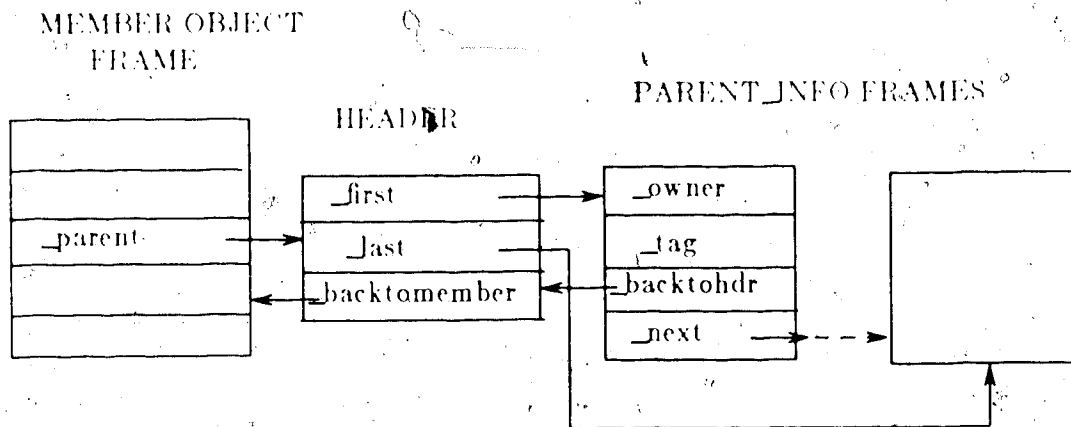 MEMBER OBJECT
FRAME
HEADER
PARENT_INFO FRAMES
_parent
_first
_last
_backtomember
_owner
_tag
_backtohdr
_next